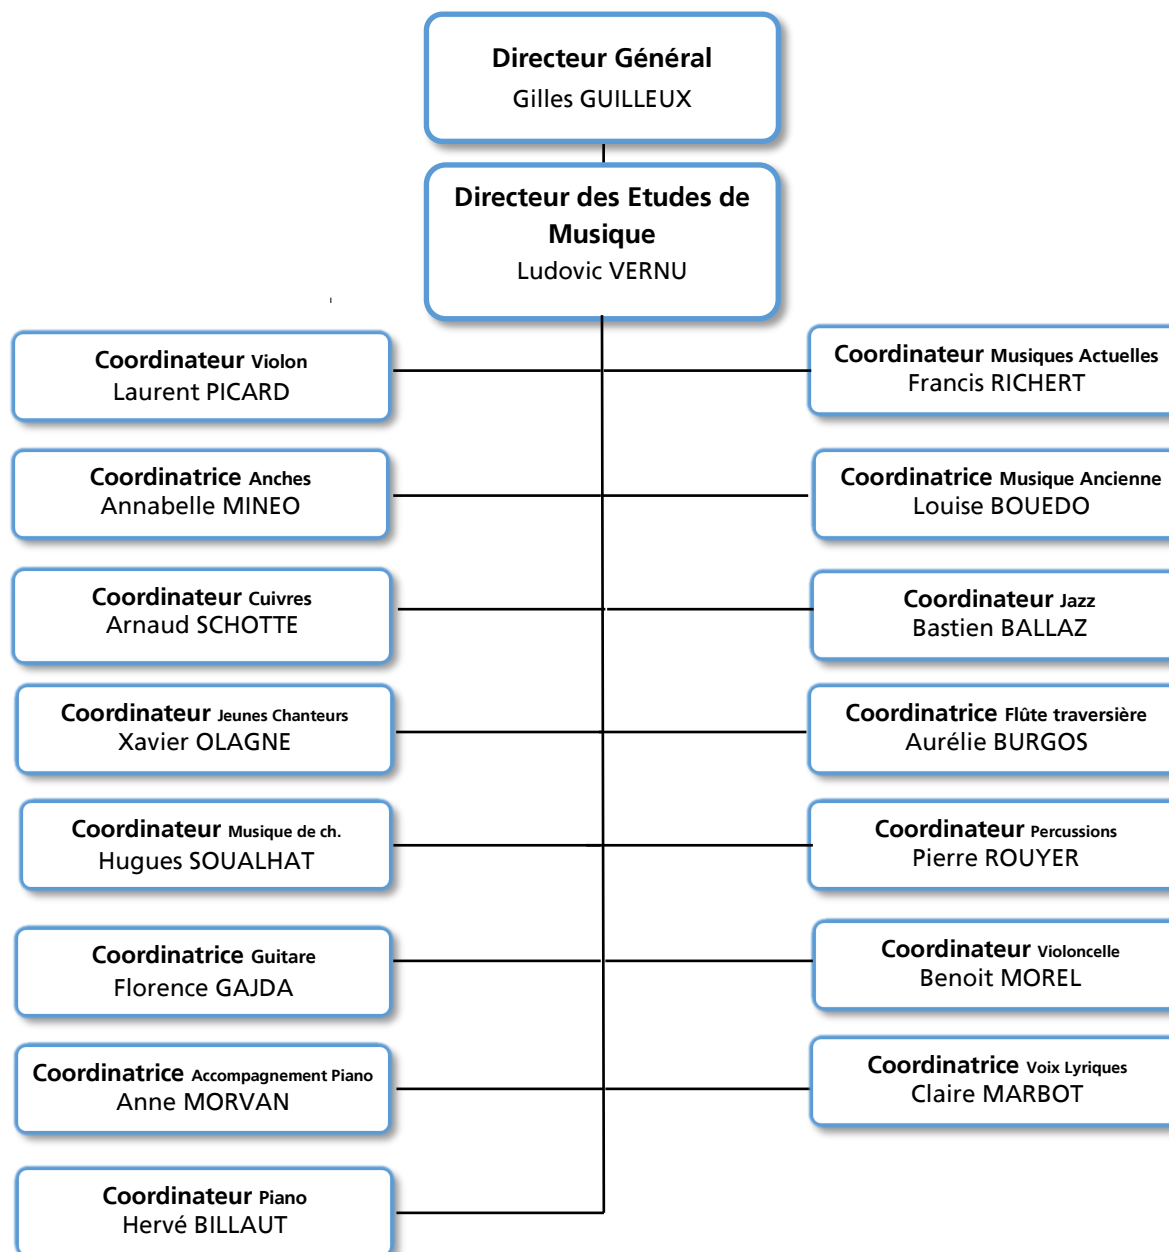 Directeur Général
Gilles GUILLEUX
Directeur des Etudes de
Musique
Ludovic VERNU
Coordinateur Violon
Laurent PICARD
Coordinateur Musiques Actuelles
Francis RICHERT
Coordinatrice Anches
Annabelle MINEO
Coordinatrice Musique Ancienne
Louise BOUEDO
Coordinateur Cuivres
Arnaud SCHOTTE
Coordinateur Jazz
Bastien BALLAZ
Coordinateur Jeunes Chanteurs
Xavier OLAGNE
Coordinatrice Flûte traversière
Aurélie BURGOS
Coordinateur Musique de ch.
Hugues SOUALHAT
Coordinateur Percussions
Pierre ROUYER
Coordinatrice Guitare
Florence GAJDA
Coordinateur Violoncelle
Benoit MOREL
Coordinatrice Accompagnement Piano
Anne MORVAN
Coordinatrice Voix Lyriques
Claire MARBOT
Coordinateur Piano
Hervé BILLAUT